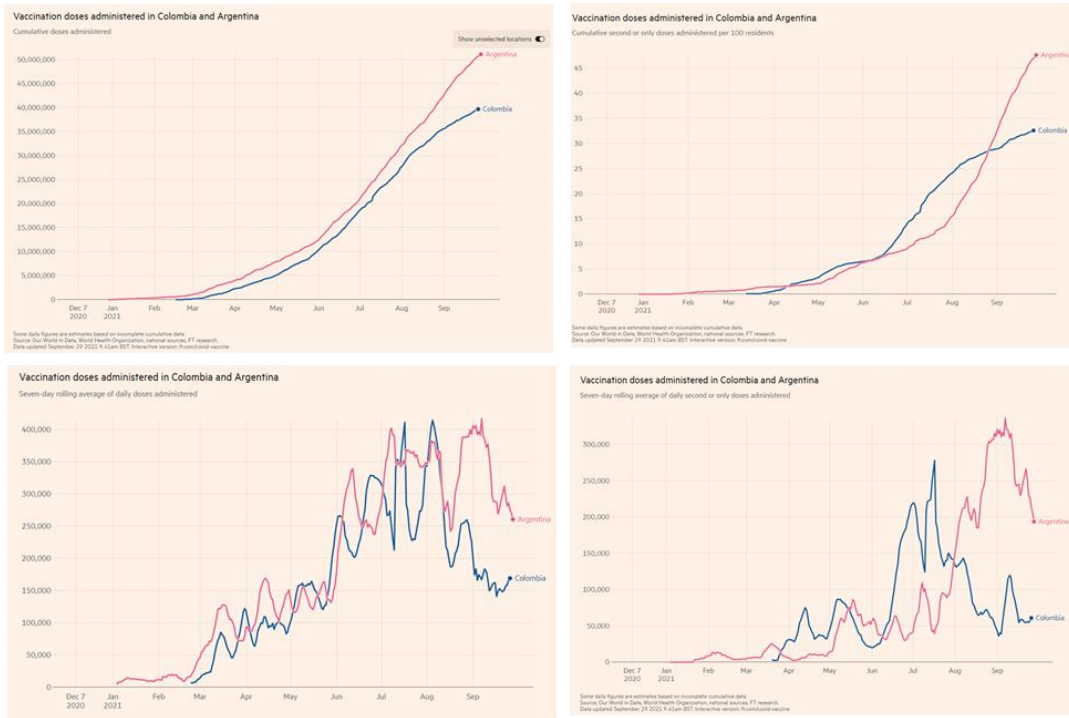 Vaccination doses administered in Colombia and Argentina
Cumulative doses administered
Show unselected locations
50,000,000
45,000,000
40,000,000
35,000,000
30,000,000
25,000,000
20,000,000
15,000,000
10,000,000
5,000,000
0
Argentina
Colombia
Dec 7 Jan Feb Mar Apr May Jun Jul Aug Sep
2020 2021
Some daily figures are estimates based on incomplete cumulative data.
Source: Our World in Data, World Health Organization, national sources, FT research.
Data updated September 29 2021 9.41am BST. Interactive version: ft.com/covid-vaccine
Vaccination doses administered in Colombia and Argentina
Cumulative second or only doses administered per 100 residents
45
40
35
30
25
20
15
10
5
0
Argentin
Colombia
Dec 7 Jan Feb Mar Apr May Jun Jul Aug Sep
2020 2021
Some daily figures are estimates based on incomplete cumulative data.
Source: Our World in Data, World Health Organization, national sources, FT research.
Data updated September 29 2021 9.41am BST. Interactive version: ft.com/covid-vaccine
Vaccination doses administered in Colombia and Argentina
Seven-day rolling average of daily doses administered
400,000
350,000
300,000
250,000
200,000
150,000
100,000
50,000
0
Argentina
Colombia
Dec 7 Jan Feb Mar Apr May Jun Jul Aug Sep
2020 2021
Vaccination doses administered in Colombia and Argentina
Seven-day rolling average of daily second or only doses administered
300,000
250,000
200,000
150,000
100,000
50,000
0
Argentina
Colombia
Dec 7 Jan Feb Mar Apr May Jun Jul Aug Sep
2020 2021
Some daily figures are estimates based on incomplete cumulative data.
Source: Our World in Data, World Health Organization, national sources, FT research.
Data updated September 29 2021 9.41am BST. Interactive version: ft.com/covid-vaccine